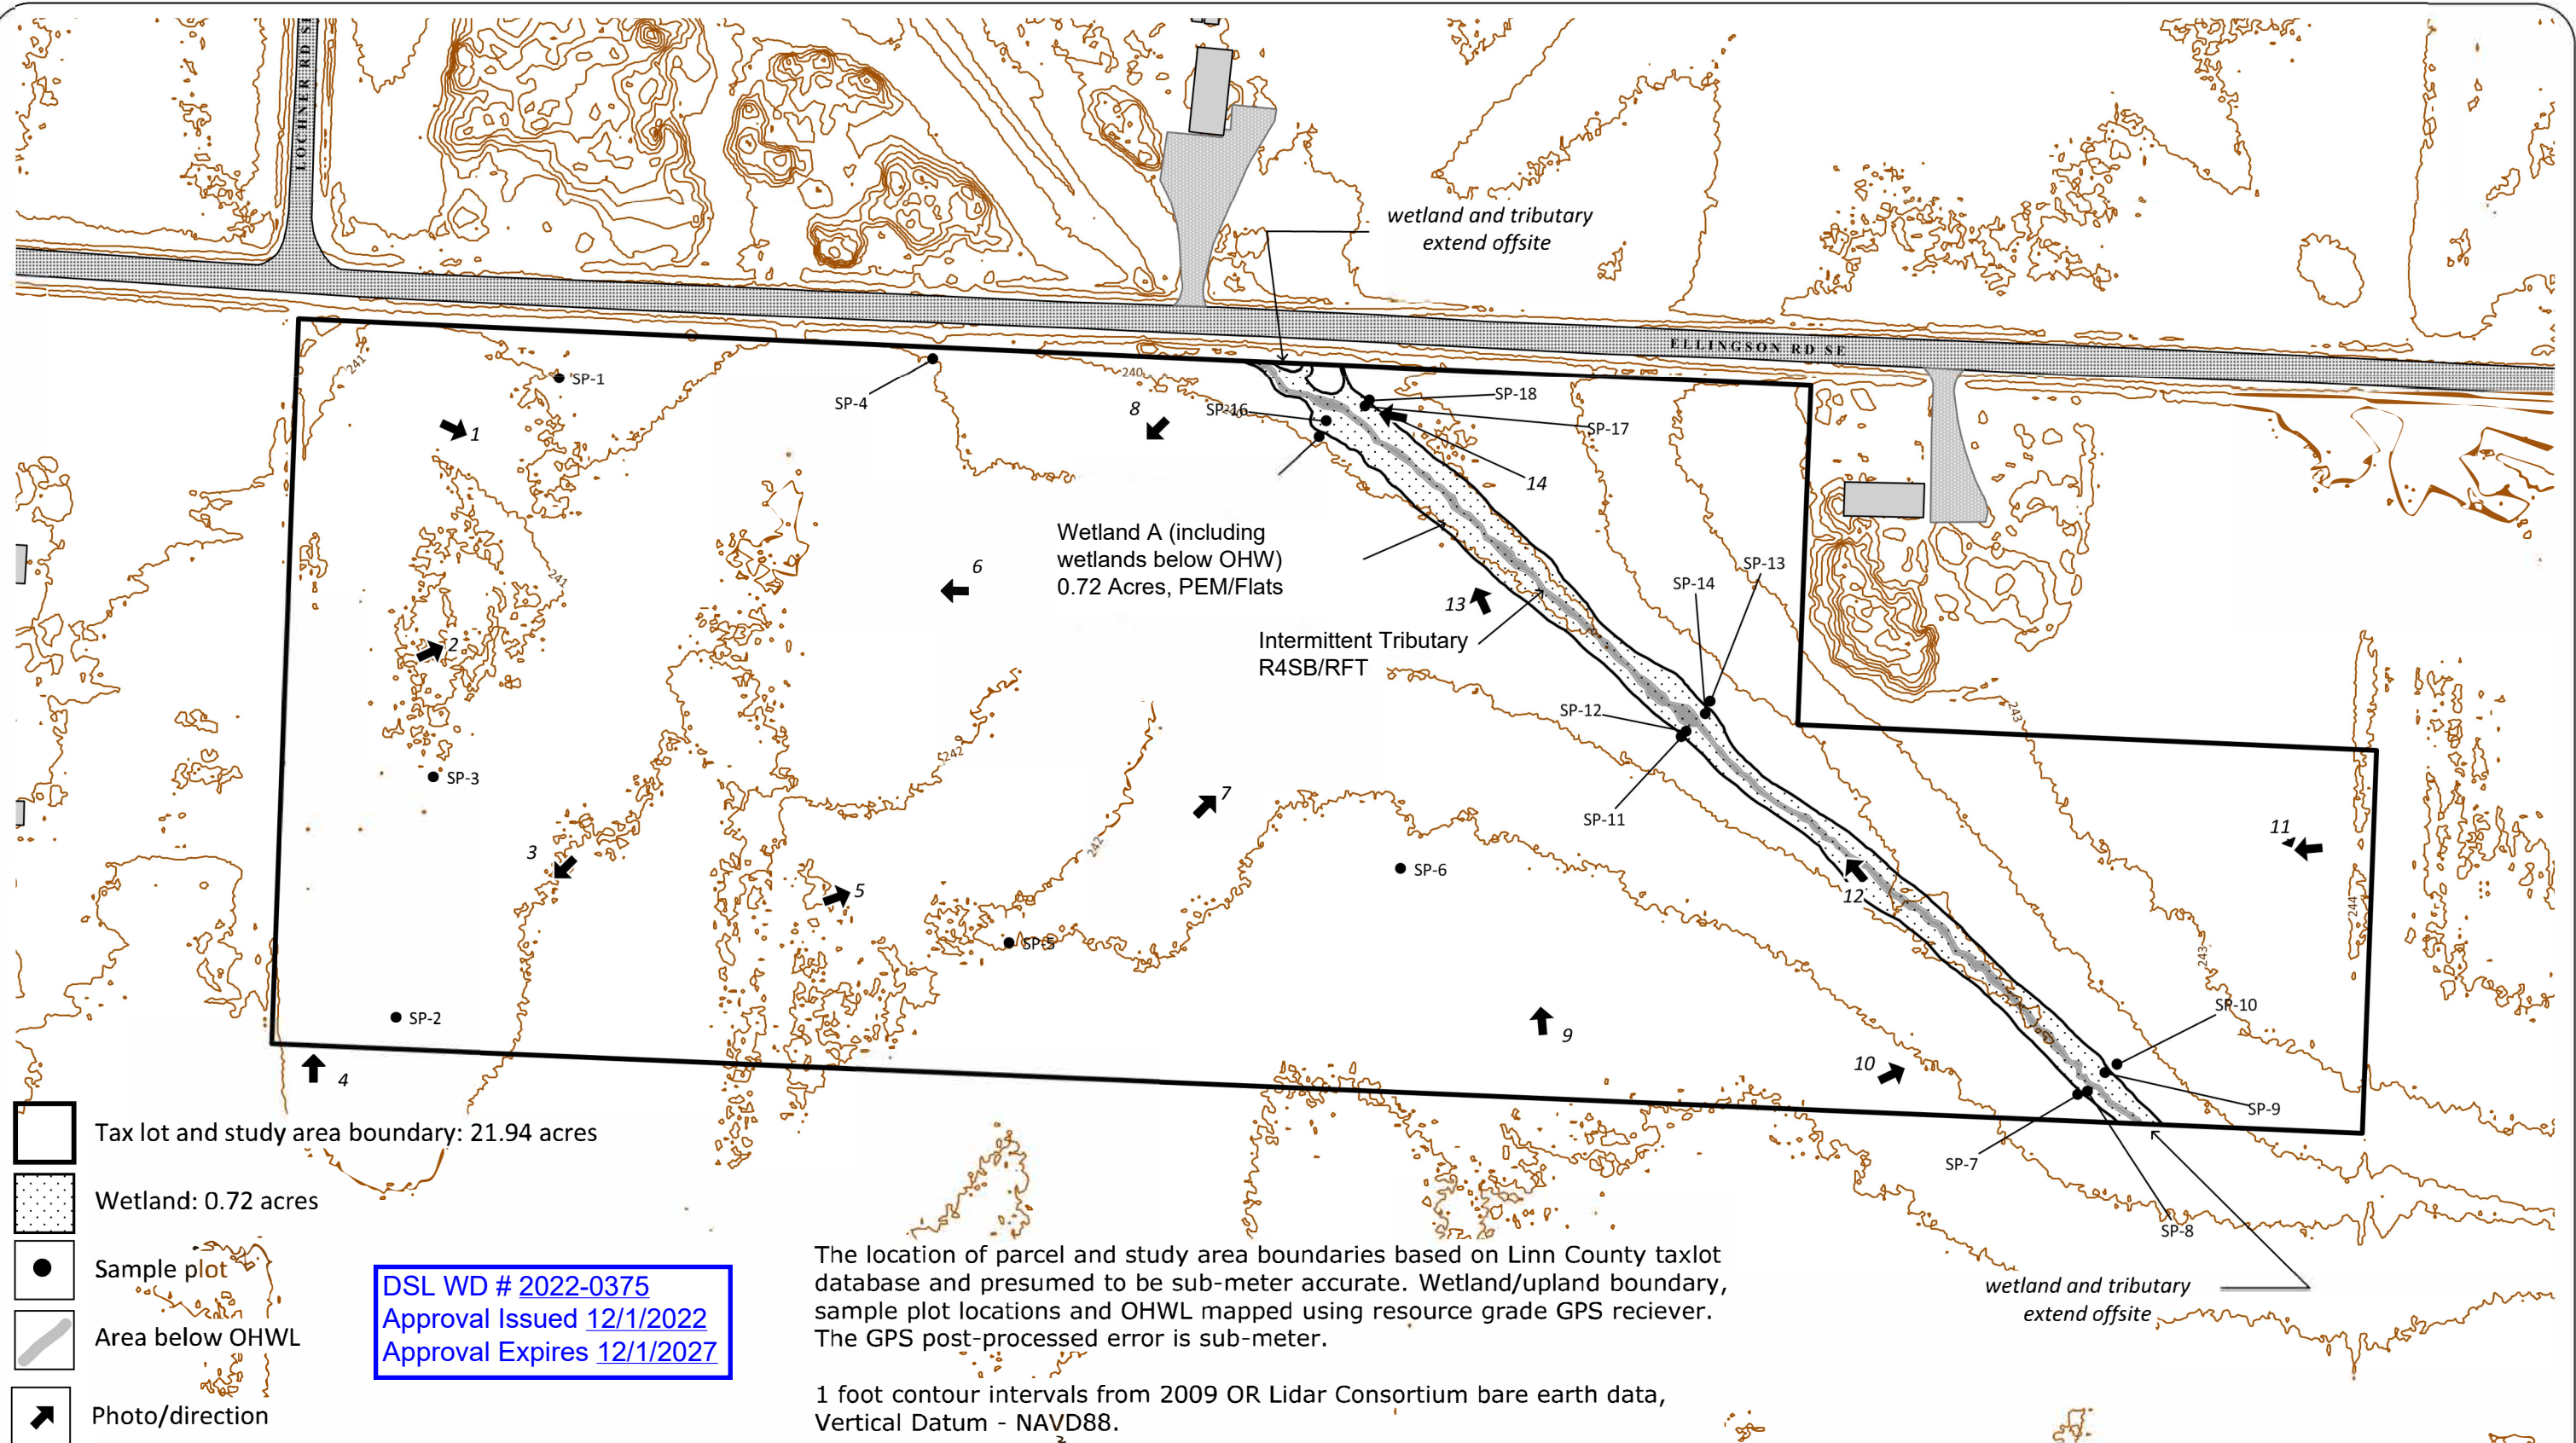 LOCHNER RD SE
wetland and tributary
extend offsite
ELLINGSON RD SE
241
SP-1
SP-4
240
8
SP-16
240
SP-18
SP-17
14
1
Wetland A (including
wetlands below OHW)
0.72 Acres, PEM/Flats
6
241
13
SP-14
SP-13
Intermittent Tributary
R4SB/RFT
2
SP-12
243
SP-3
242
7
SP-11
11
3
242
SP-6
5
12
244
SP-5
243
SP-2
9
SP-10
10
4
SP-9
SP-7
SP-8
Tax lot and study area boundary: 21.94 acres
Wetland: 0.72 acres
Sample plot
Area below OHWL
Photo/direction
DSL WD # 2022-0375
Approval Issued 12/1/2022
Approval Expires 12/1/2027
The location of parcel and study area boundaries based on Linn County taxlot
database and presumed to be sub-meter accurate. Wetland/upland boundary,
sample plot locations and OHWL mapped using resource grade GPS reciever.
The GPS post-processed error is sub-meter.
1 foot contour intervals from 2009 OR Lidar Consortium bare earth data,
Vertical Datum - NAVD88.
wetland and tributary
extend offsite